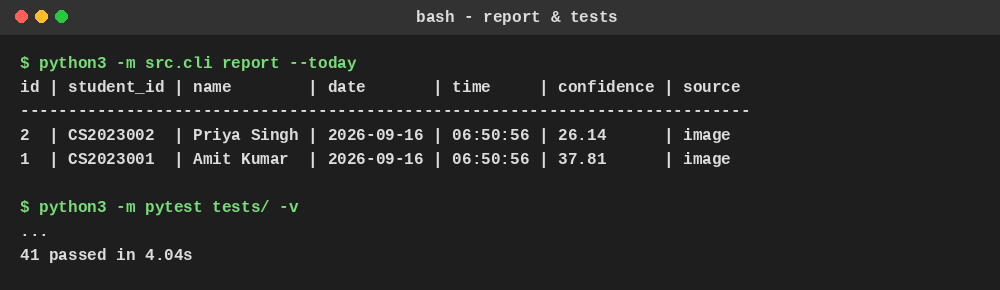 bash - report & tests
$ python3 -m src.cli report --today
id | student_id | name        | date       | time     | confidence | source
----------------------------------------------------------------------------
2  | CS2023002  | Priya Singh | 2026-09-16 | 06:50:56 | 26.14      | image
1  | CS2023001  | Amit Kumar  | 2026-09-16 | 06:50:56 | 37.81      | image
$ python3 -m pytest tests/ -v
...
41 passed in 4.04s